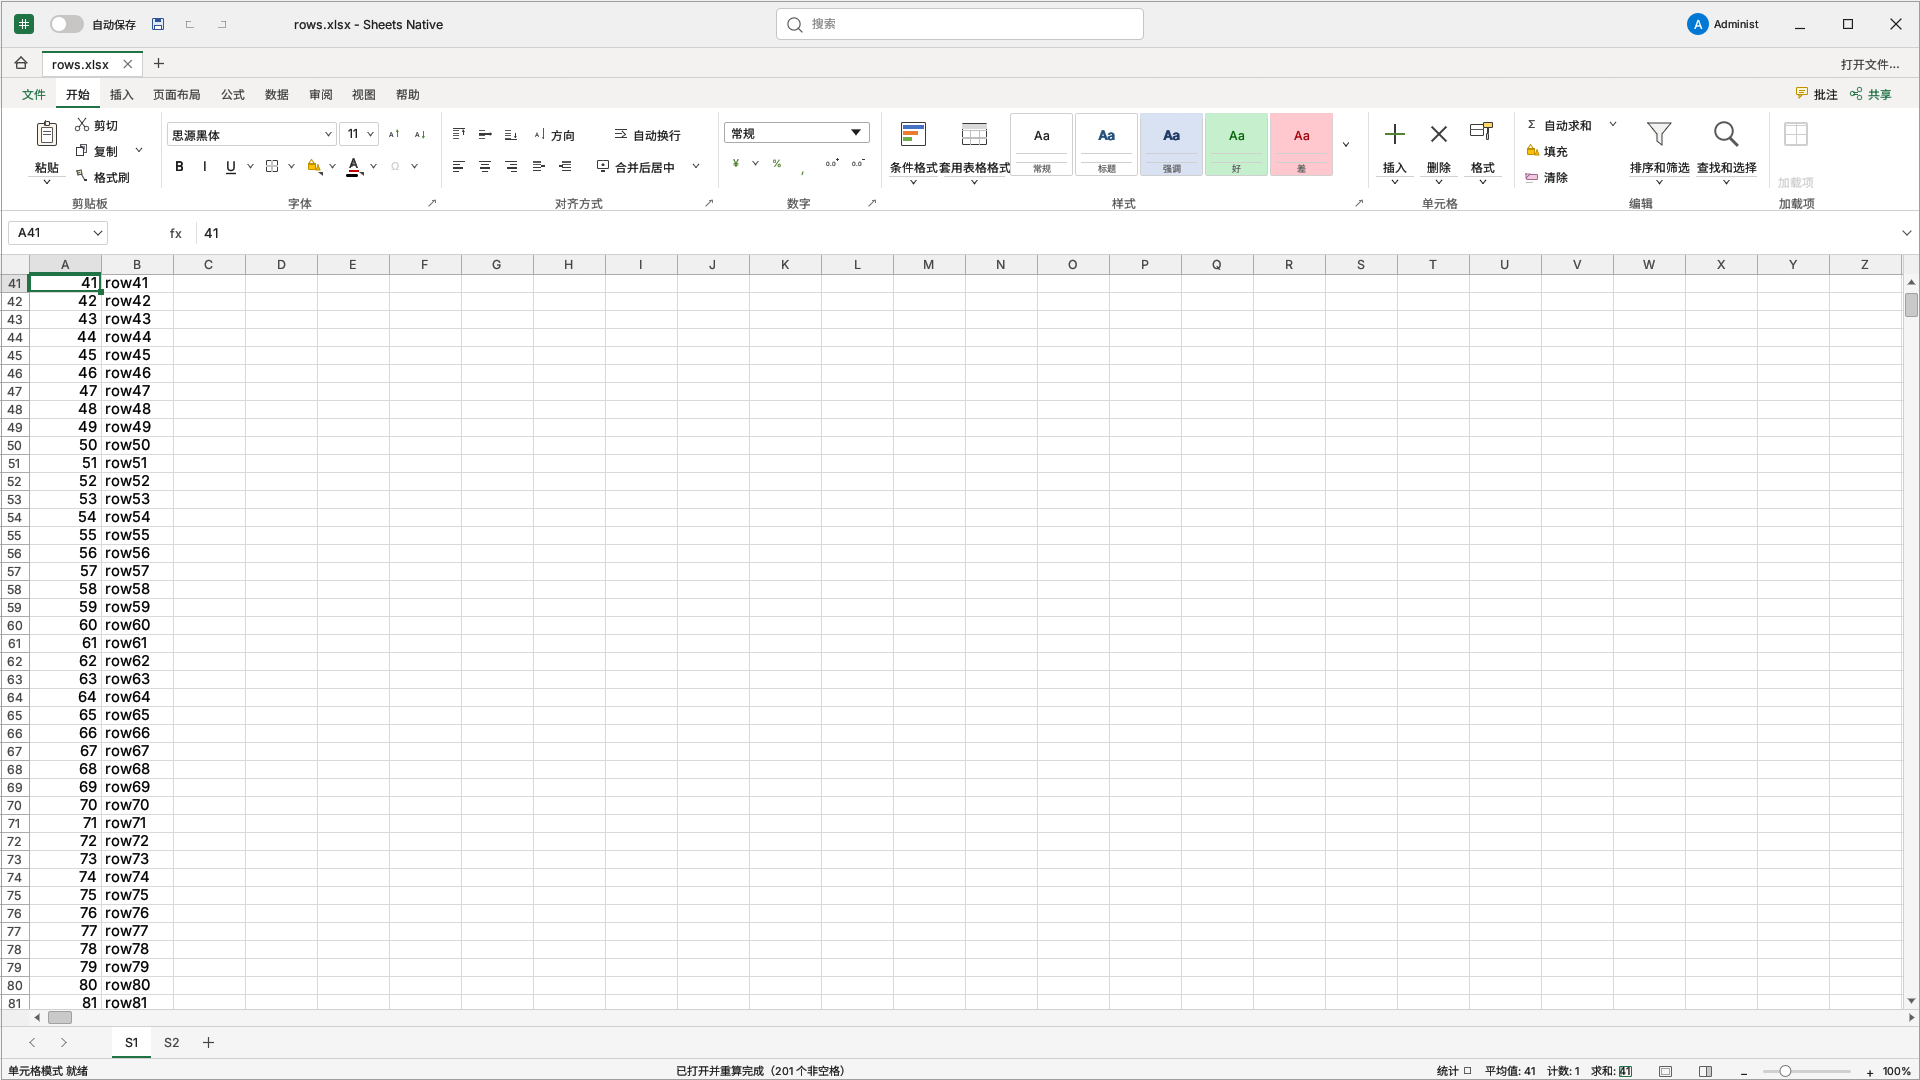 自动保存 rows.xlsx - Sheets Native 搜索 A Administ
rows.xlsx 打开文件...
文件 开始 插入 页面布局 公式 数据 审阅 视图 帮助 批注 共享
粘贴 剪切 复制 格式刷 剪贴板
思源黑体 11 B I U A 字体
方向 自动换行 合并后居中 对齐方式
常规 ¥ % , 数字
条件格式 套用表格格式 Aa 常规 Aa 标题 Aa 强调 Aa 好 Aa 差 样式
插入 删除 格式 单元格
Σ 自动求和 填充 清除 排序和筛选 查找和选择 编辑
加载项 加载项
A41 fx 41
A B C D E F G H I J K L M N O P Q R S T U V W X Y Z
41 41 row41
42 42 row42
43 43 row43
44 44 row44
45 45 row45
46 46 row46
47 47 row47
48 48 row48
49 49 row49
50 50 row50
51 51 row51
52 52 row52
53 53 row53
54 54 row54
55 55 row55
56 56 row56
57 57 row57
58 58 row58
59 59 row59
60 60 row60
61 61 row61
62 62 row62
63 63 row63
64 64 row64
65 65 row65
66 66 row66
67 67 row67
68 68 row68
69 69 row69
70 70 row70
71 71 row71
72 72 row72
73 73 row73
74 74 row74
75 75 row75
76 76 row76
77 77 row77
78 78 row78
79 79 row79
80 80 row80
81 81 row81
S1 S2
单元格模式 就绪 已打开并重算完成（201 个非空格） 统计 平均值: 41 计数: 1 求和: 41 100%